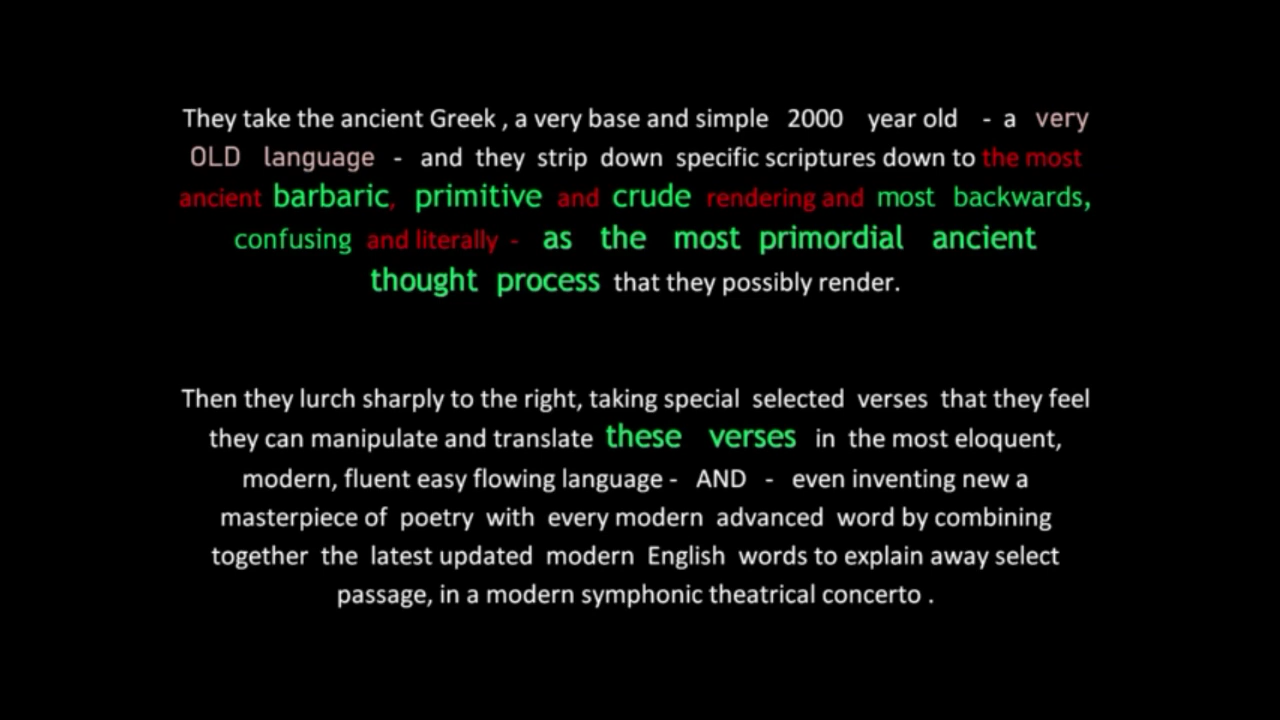 They take the ancient Greek , a very base and simple 2000 year old - a very
OLD language - and they strip down specific scriptures down to the most
ancient barbaric, primitive and crude rendering and most backwards,
confusing and literally - as the most primordial ancient
thought process that they possibly render.
Then they lurch sharply to the right, taking special selected verses that they feel
they can manipulate and translate these verses in the most eloquent,
modern, fluent easy flowing language - AND - even inventing new a
masterpiece of poetry with every modern advanced word by combining
together the latest updated modern English words to explain away select
passage, in a modern symphonic theatrical concerto .